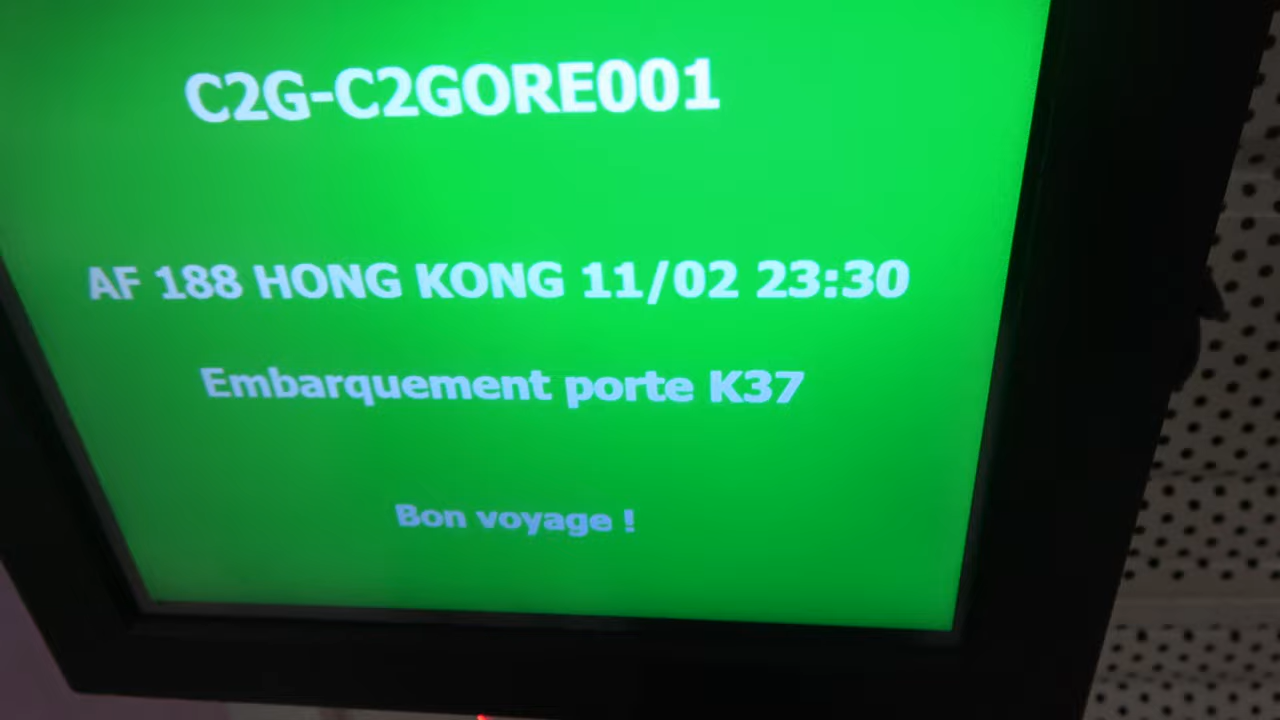 C2G-C2GORE001
AF 188 HONG KONG 11/02 23:30
Embarquement porte K37
Bon voyage !